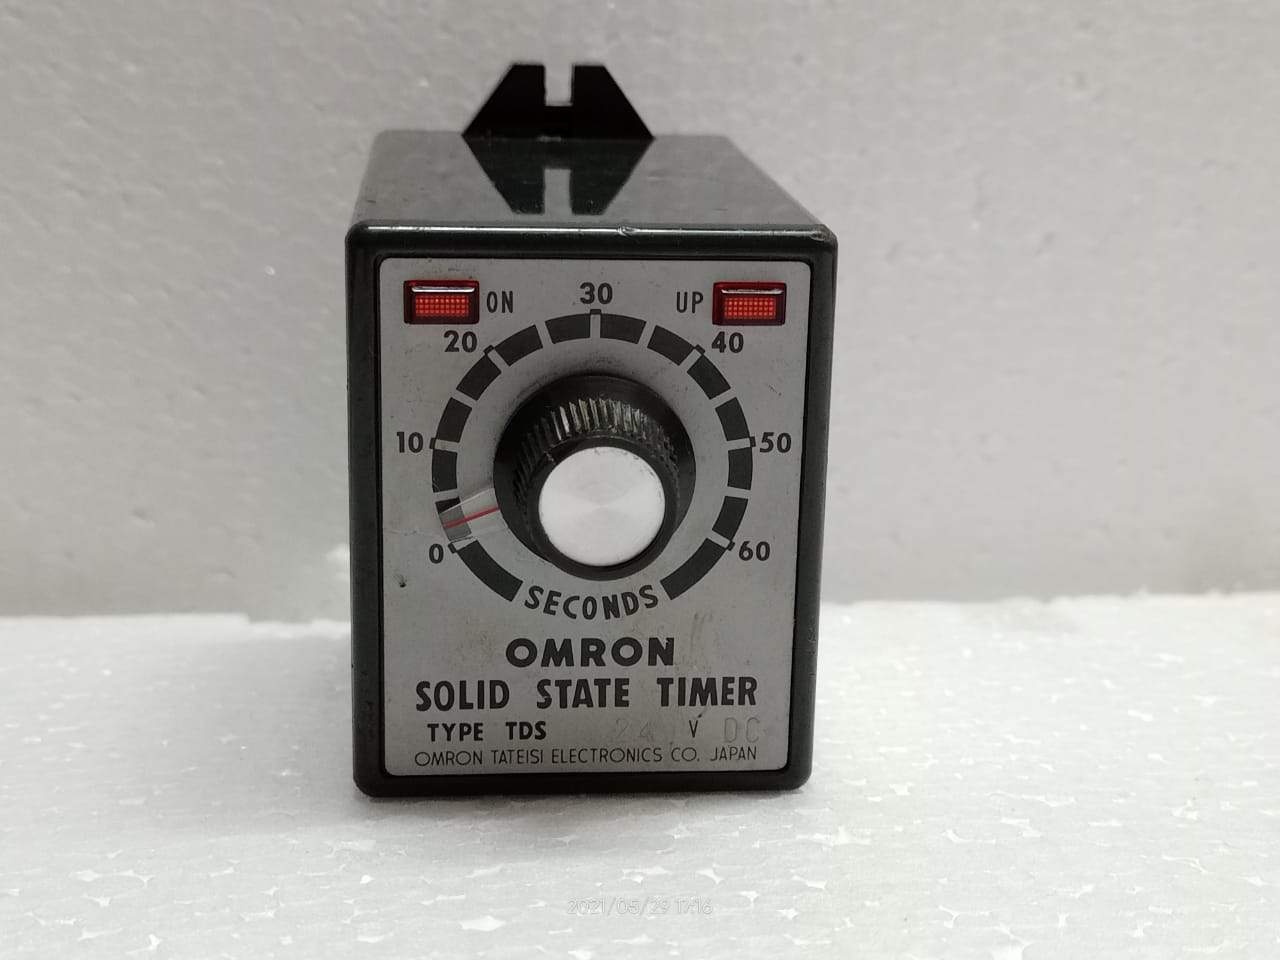 ON
30
UP
20
40
10
50
0
60
SECONDS
OMRON
SOLID STATE TIMER
TYPE TDS 24 V DC
OMRON TATEISI ELECTRONICS CO. JAPAN
2021/05/29 17:16